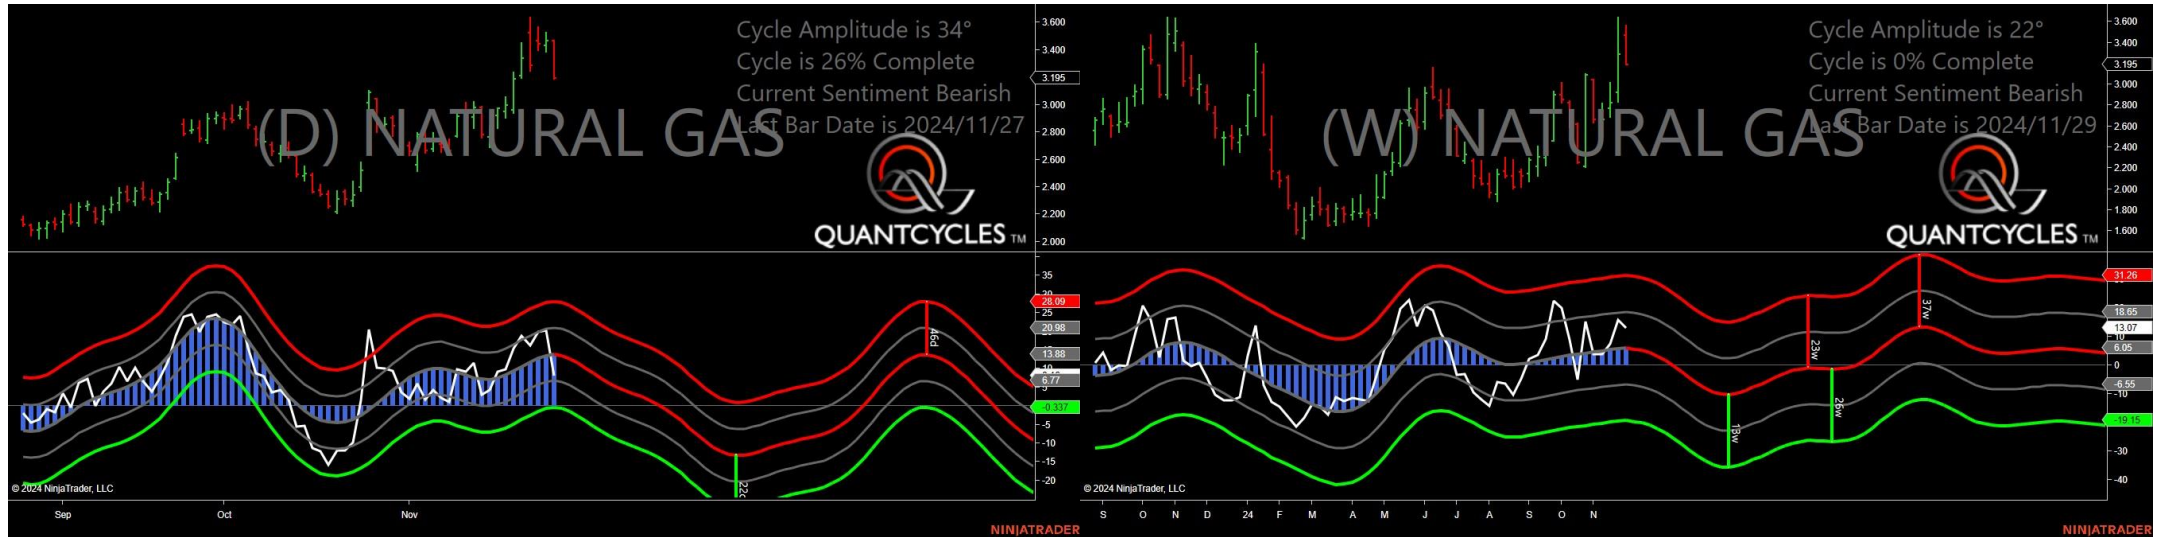 Cycle Amplitude is 34°
Cycle is 26% Complete
Current Sentiment Bearish
Last Bar Date is 2024/11/27
(D) NATURAL GAS
QUANTCYCLES TM
3.600
3.400
3.195
3.000
2.800
2.600
2.400
2.200
2.000
35
30
28.09
25
20.98
13.88
10
6.77
-0.337
-5
-15
-20
46d
© 2024 NinjaTrader, LLC
Sep
Oct
Nov
NINJATRADER
Cycle Amplitude is 22°
Cycle is 0% Complete
Current Sentiment Bearish
Last Bar Date is 2024/11/29
(W) NATURAL GAS
QUANTCYCLES TM
3.600
3.400
3.195
3.000
2.800
2.600
2.400
2.200
2.000
1.800
1.600
31.26
18.65
13.07
10
6.05
0
-6.55
-10
-19.15
-30
-40
13w
23w
26w
37w
© 2024 NinjaTrader, LLC
S O N D 24 F M A M J J A S O N
NINJATRADER